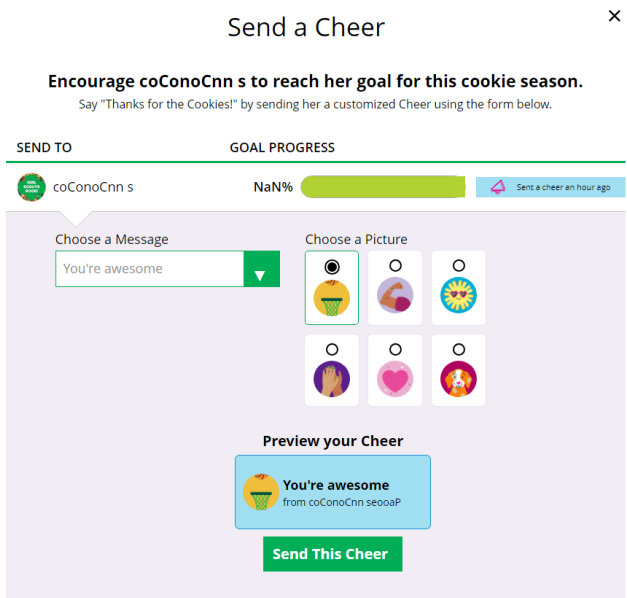 Send a Cheer
Encourage coConoCnn s to reach her goal for this cookie season.
Say "Thanks for the Cookies!" by sending her a customized Cheer using the form below.
SEND TO GOAL PROGRESS
coConoCnn s NaN% Sent a cheer an hour ago
Choose a Message Choose a Picture
You're awesome
Preview your Cheer
You're awesome
from coConoCnn seooaP
Send This Cheer